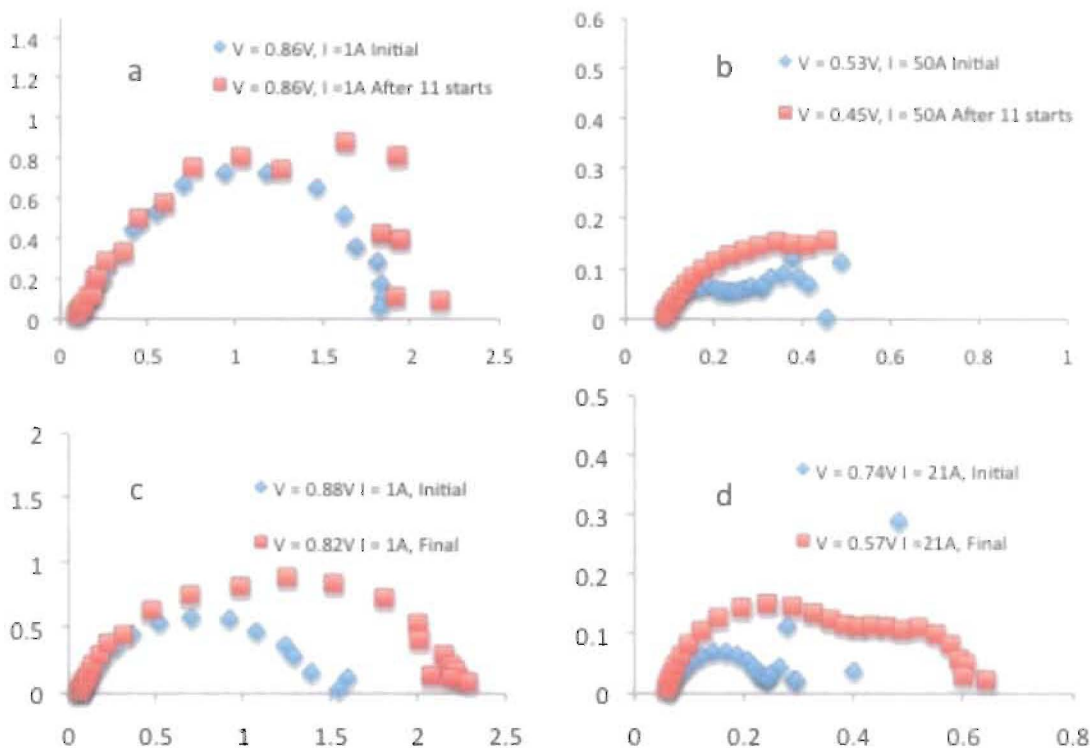 1.4
1.2
1
0.8
0.6
0.4
0.2
0
a
V = 0.86V, I =1A Initial
V = 0.86V, I =1A After 11 starts
0 0.5 1 1.5 2 2.5
0.6
0.5
0.4
0.3
0.2
0.1
0
b
V = 0.53V, I = 50A Initial
V = 0.45V, I = 50A After 11 starts
0 0.2 0.4 0.6 0.8 1
2
1.5
1
0.5
0
c
V = 0.88V I = 1A, Initial
V = 0.82V I = 1A, Final
0 0.5 1 1.5 2 2.5
0.5
0.4
0.3
0.2
0.1
0
d
V = 0.74V I = 21A, Initial
V = 0.57V I =21A, Final
0 0.2 0.4 0.6 0.8